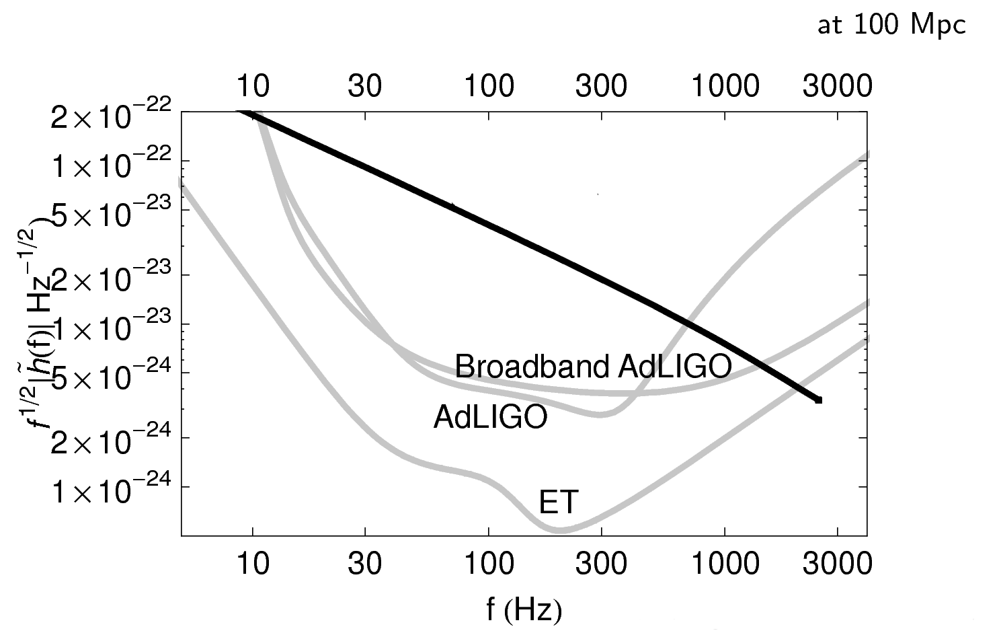 at 100 Mpc
10 30 100 300 1000 3000
2×10⁻²²
1×10⁻²²
5×10⁻²³
2×10⁻²³
1×10⁻²³
5×10⁻²⁴
2×10⁻²⁴
1×10⁻²⁴
f^{1/2}|h̃(f)| Hz^{−1/2})
Broadband AdLIGO
AdLIGO
ET
10 30 100 300 1000 3000
f (Hz)